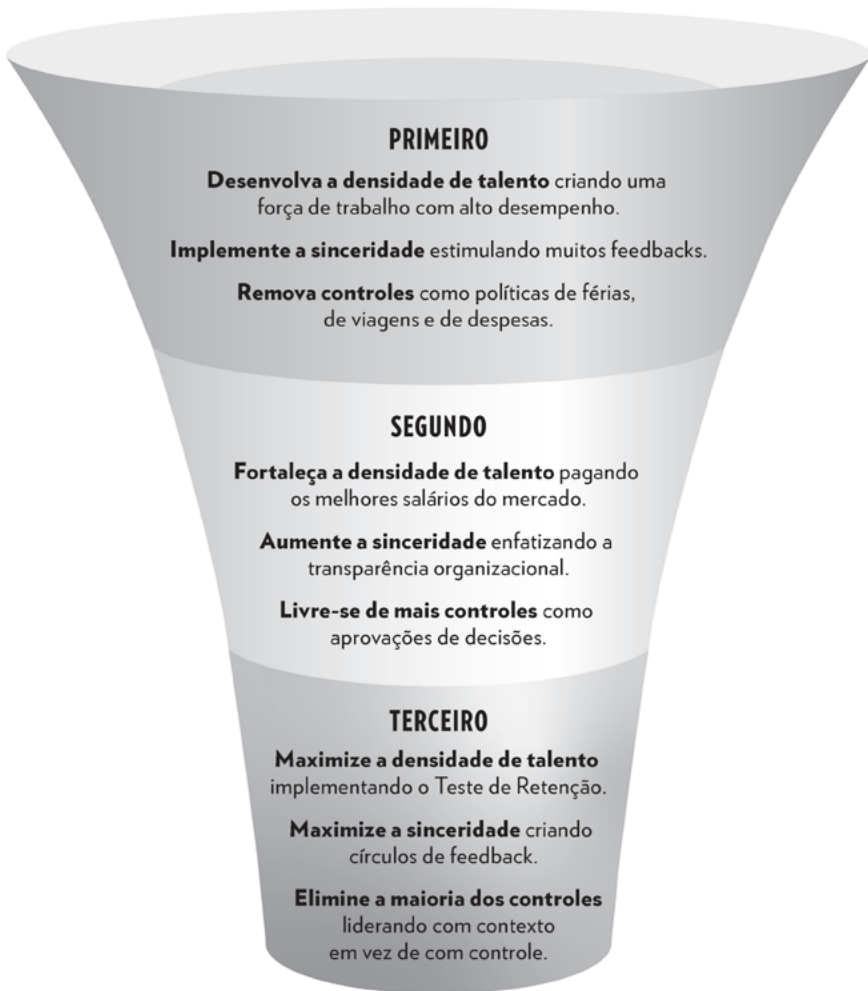 PRIMEIRO
Desenvolva a densidade de talento criando uma
força de trabalho com alto desempenho.
Implemente a sinceridade estimulando muitos feedbacks.
Remova controles como políticas de férias,
de viagens e de despesas.
SEGUNDO
Fortaleça a densidade de talento pagando
os melhores salários do mercado.
Aumente a sinceridade enfatizando a
transparência organizacional.
Livre-se de mais controles como
aprovações de decisões.
TERCEIRO
Maximize a densidade de talento
implementando o Teste de Retenção.
Maximize a sinceridade criando
círculos de feedback.
Elimine a maioria dos controles
liderando com contexto
em vez de com controle.